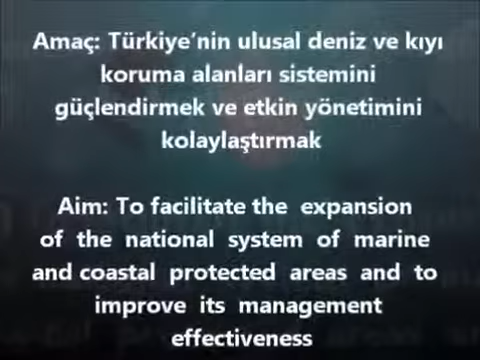 Amaç: Türkiye’nin ulusal deniz ve kıyı
koruma alanları sistemini
güçlendirmek ve etkin yönetimini
kolaylaştırmak
Aim: To facilitate the expansion
of the national system of marine
and coastal protected areas and to
improve its management
effectiveness